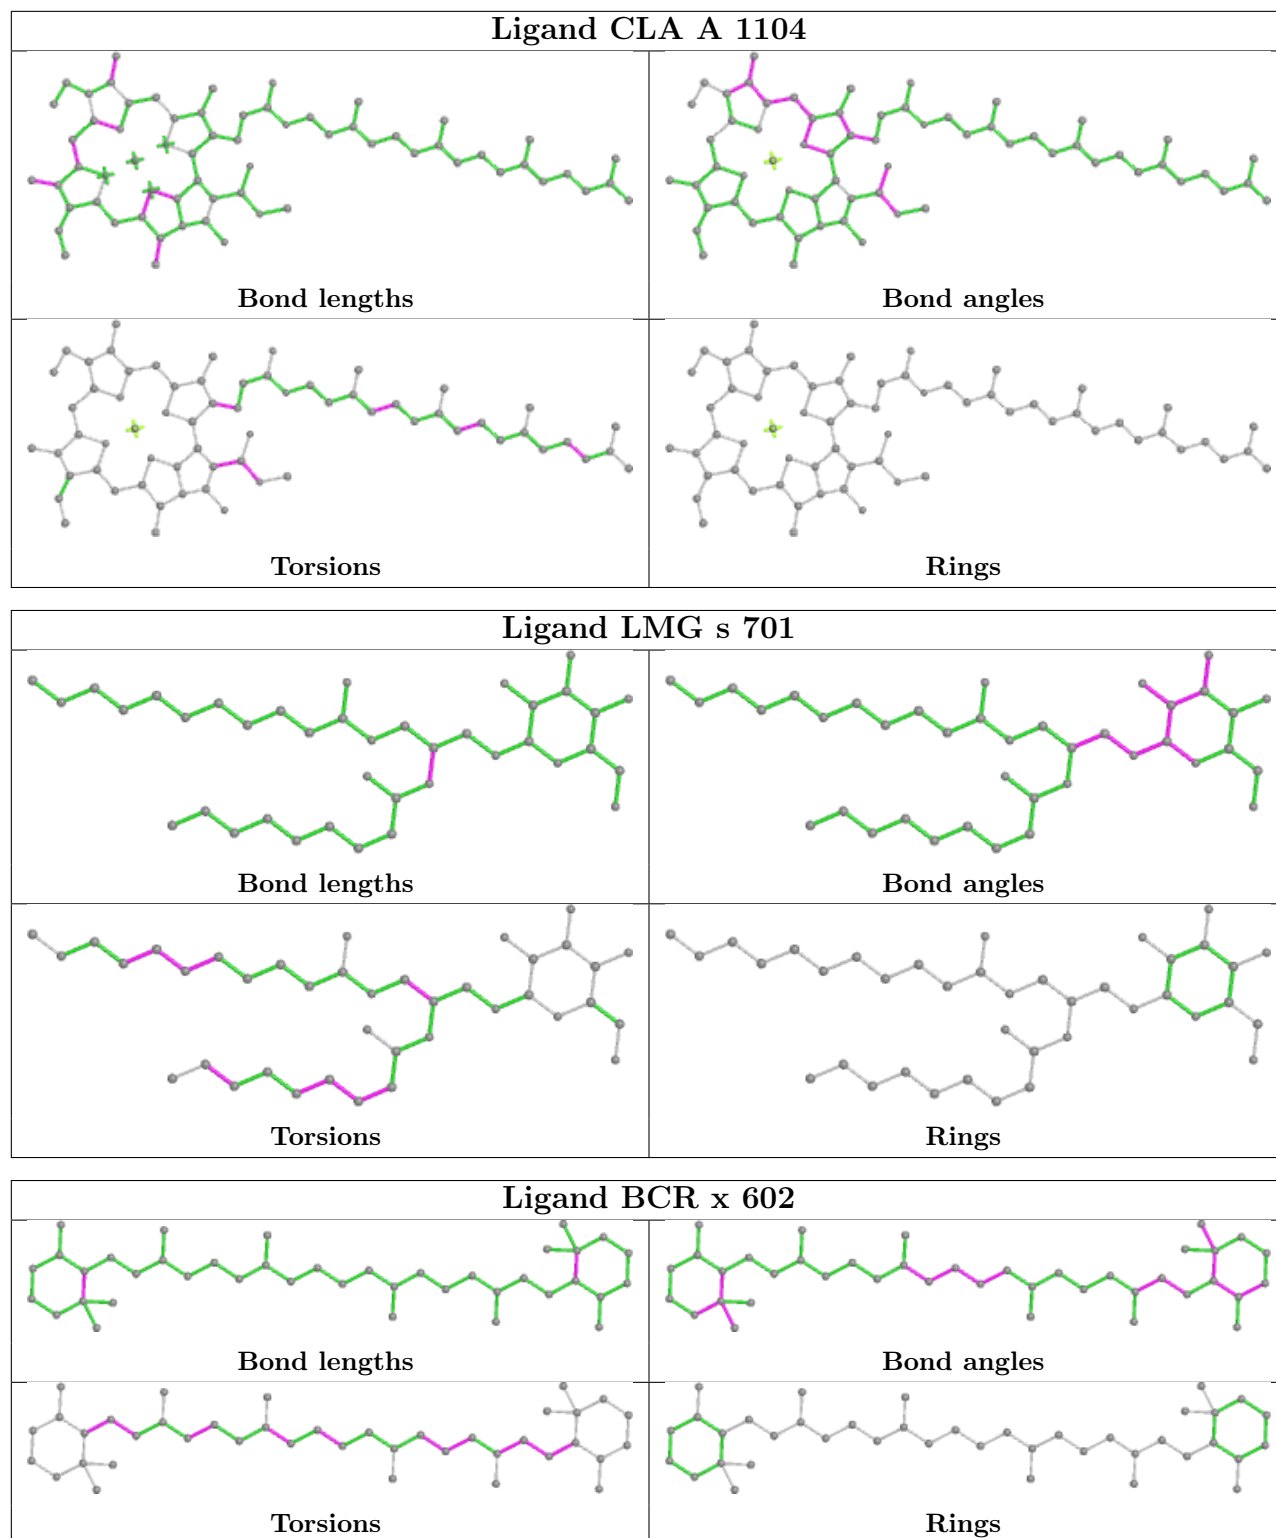 Ligand CLA A 1104
Bond lengths
Bond angles
Torsions
Rings
Ligand LMG s 701
Bond lengths
Bond angles
Torsions
Rings
Ligand BCR x 602
Bond lengths
Bond angles
Torsions
Rings